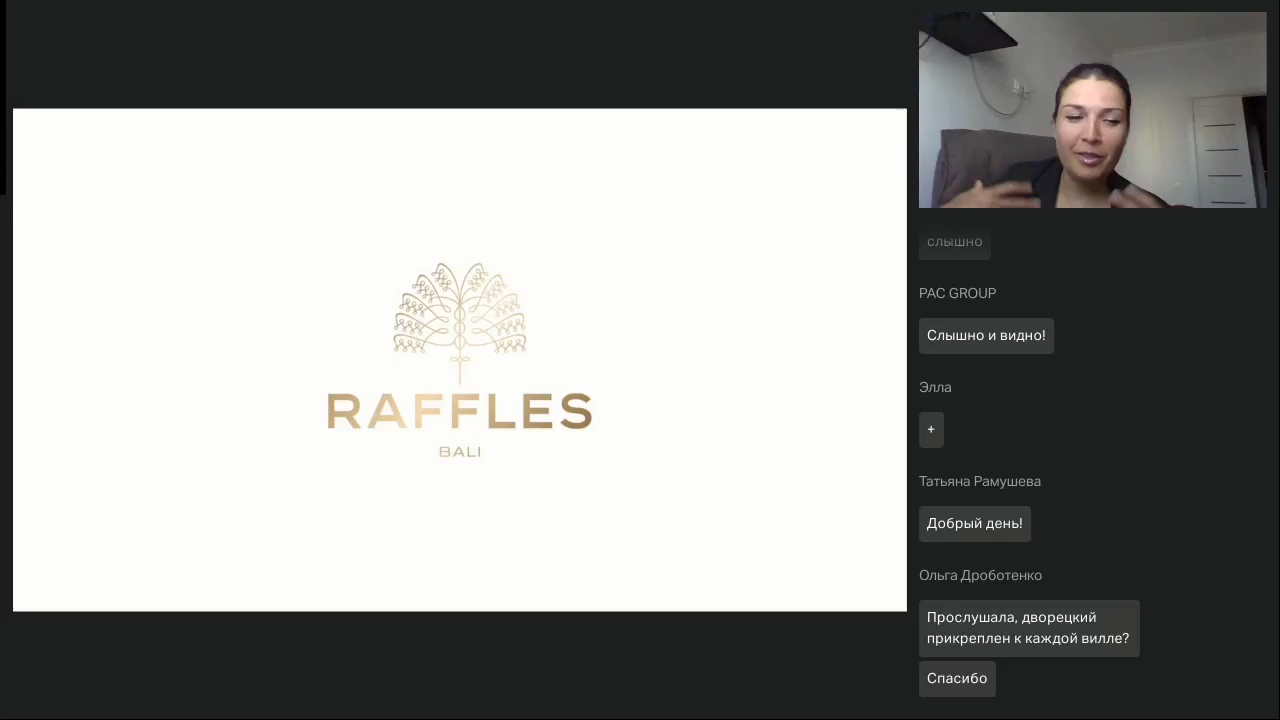 RAFFLES
BALI
слышно
PAC GROUP
Слышно и видно!
Элла
+
Татьяна Рамушева
Добрый день!
Ольга Дроботенко
Прослушала, дворецкий
прикреплен к каждой вилле?
Спасибо